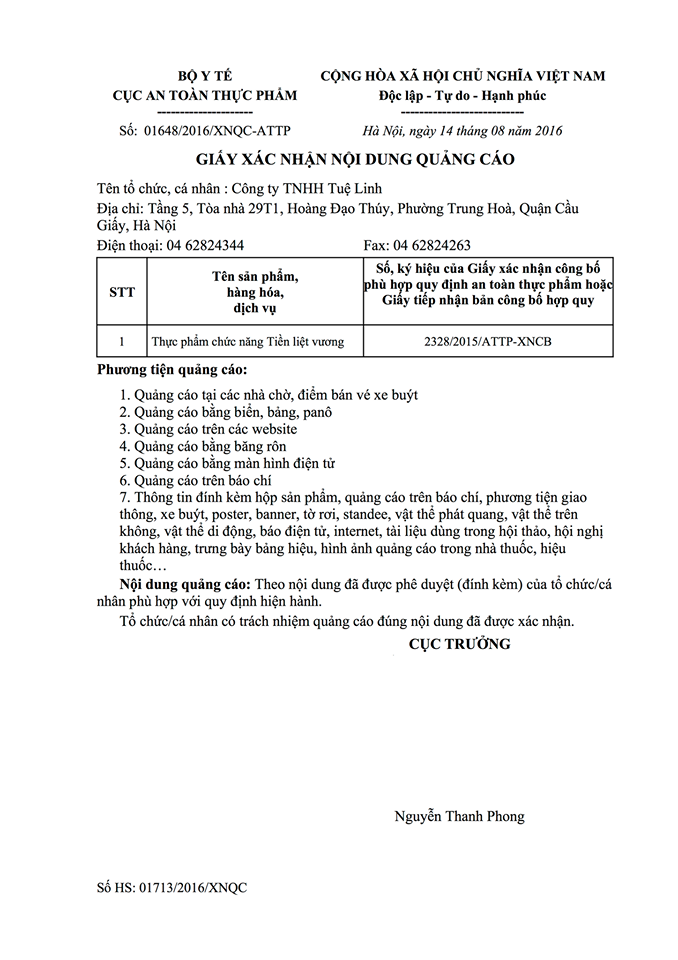 BỘ Y TẾ
CỤC AN TOÀN THỰC PHẨM
---------------------
Số: 01648/2016/XNQC-ATTP
CỘNG HÒA XÃ HỘI CHỦ NGHĨA VIỆT NAM
Độc lập - Tự do - Hạnh phúc
---------------------------
Hà Nội, ngày 14 tháng 08 năm 2016
GIẤY XÁC NHẬN NỘI DUNG QUẢNG CÁO
Tên tổ chức, cá nhân : Công ty TNHH Tuệ Linh
Địa chỉ: Tầng 5, Tòa nhà 29T1, Hoàng Đạo Thúy, Phường Trung Hoà, Quận Cầu
Giấy, Hà Nội
Điện thoại: 04 62824344 Fax: 04 62824263
STT
Tên sản phẩm,
hàng hóa,
dịch vụ
Số, ký hiệu của Giấy xác nhận công bố
phù hợp quy định an toàn thực phẩm hoặc
Giấy tiếp nhận bản công bố hợp quy
1 Thực phẩm chức năng Tiền liệt vương 2328/2015/ATTP-XNCB
Phương tiện quảng cáo:
1. Quảng cáo tại các nhà chờ, điểm bán vé xe buýt
2. Quảng cáo bằng biển, bảng, panô
3. Quảng cáo trên các website
4. Quảng cáo bằng băng rôn
5. Quảng cáo bằng màn hình điện tử
6. Quảng cáo trên báo chí
7. Thông tin đính kèm hộp sản phẩm, quảng cáo trên báo chí, phương tiện giao
thông, xe buýt, poster, banner, tờ rơi, standee, vật thể phát quang, vật thể trên
không, vật thể di động, báo điện tử, internet, tài liệu dùng trong hội thảo, hội nghị
khách hàng, trưng bày bảng hiệu, hình ảnh quảng cáo trong nhà thuốc, hiệu
thuốc…
Nội dung quảng cáo: Theo nội dung đã được phê duyệt (đính kèm) của tổ chức/cá
nhân phù hợp với quy định hiện hành.
Tổ chức/cá nhân có trách nhiệm quảng cáo đúng nội dung đã được xác nhận.
CỤC TRƯỞNG
Nguyễn Thanh Phong
Số HS: 01713/2016/XNQC